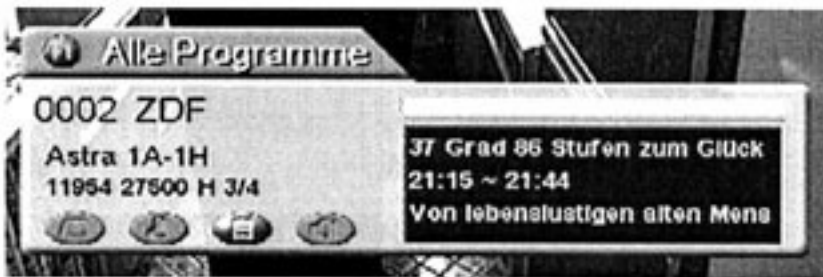 Alle Programme
0002 ZDF
Astra 1A-1H
11954 27500 H 3/4
37 Grad 86 Stufen zum Glück
21:15 ~ 21:44
Von lebenslustigen alten Mens